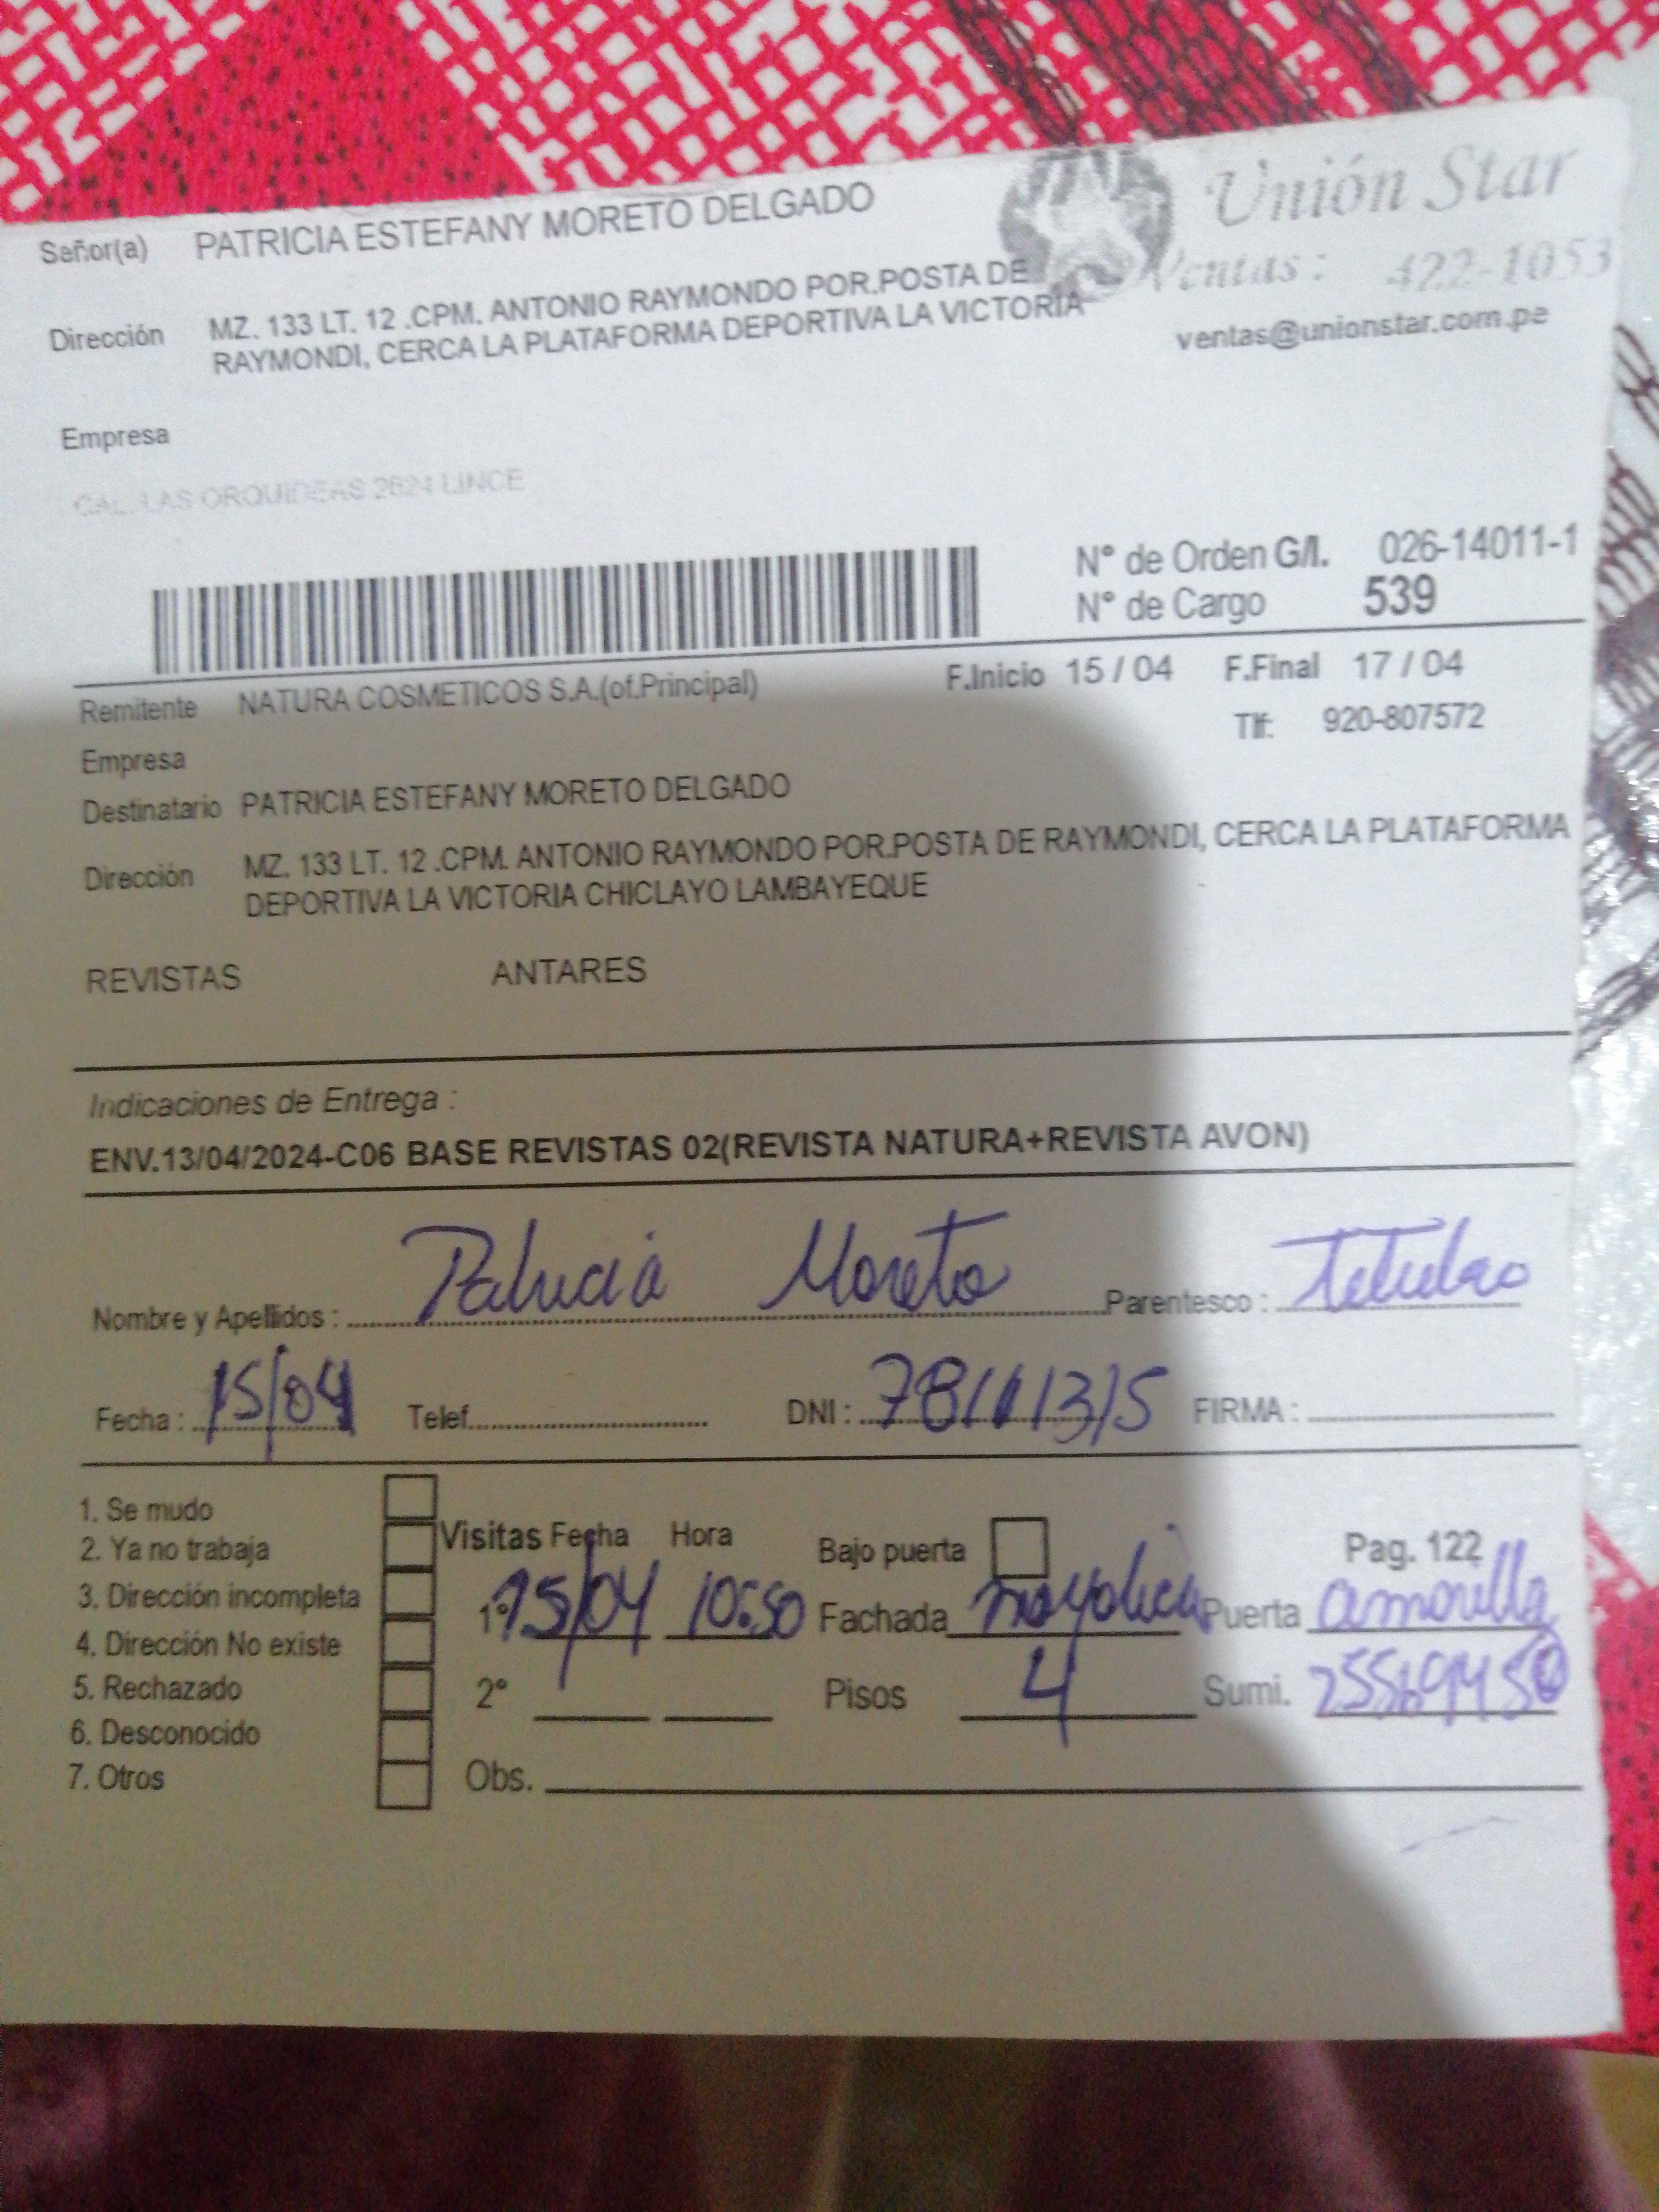 Señor(a) PATRICIA ESTEFANY MORETO DELGADO
Unión Star
Ventas: 422-1053
ventas@unionstar.com.pe
Dirección MZ. 133 LT. 12 .CPM. ANTONIO RAYMONDO POR.POSTA DE
RAYMONDI, CERCA LA PLATAFORMA DEPORTIVA LA VICTORIA
Empresa
CAL. LAS ORQUIDEAS 2624 LINCE
N° de Orden G/I. 026-14011-1
N° de Cargo 539
Remitente NATURA COSMETICOS S.A.(of.Principal) F.Inicio 15 / 04 F.Final 17 / 04
Empresa Tlf: 920-807572
Destinatario PATRICIA ESTEFANY MORETO DELGADO
Dirección MZ. 133 LT. 12 .CPM. ANTONIO RAYMONDO POR.POSTA DE RAYMONDI, CERCA LA PLATAFORMA
DEPORTIVA LA VICTORIA CHICLAYO LAMBAYEQUE
REVISTAS ANTARES
Indicaciones de Entrega :
ENV.13/04/2024-C06 BASE REVISTAS 02(REVISTA NATURA+REVISTA AVON)
Nombre y Apellidos : Patricia Moreto Parentesco :
Fecha : 15/04 Telef. DNI : FIRMA :
1. Se mudo
2. Ya no trabaja
3. Dirección incompleta
4. Dirección No existe
5. Rechazado
6. Desconocido
7. Otros
Visitas Fecha Hora Bajo puerta Pag. 122
1° 15/04 10:50 Fachada mayolica Puerta amarilla
2° Pisos 4 Sumi.
Obs.